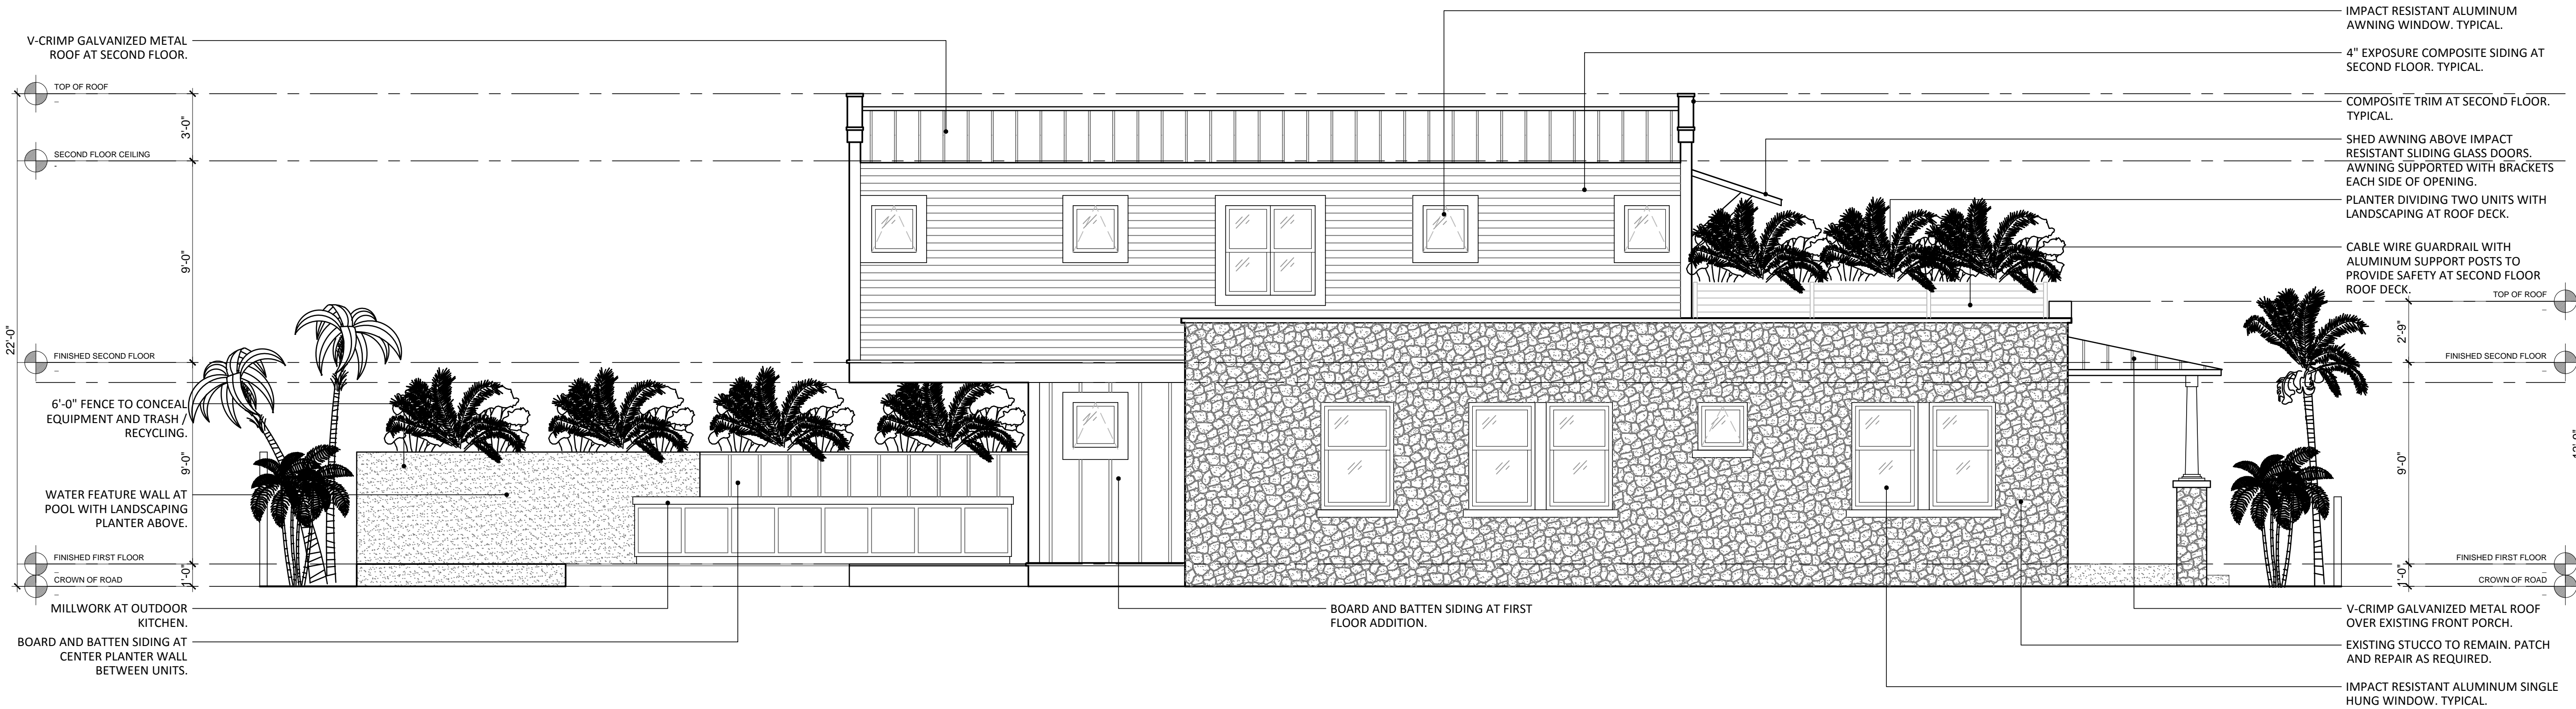 V-CRIMP GALVANIZED METAL
ROOF AT SECOND FLOOR.
TOP OF ROOF
3'-0"
SECOND FLOOR CEILING
9'-0"
22'-0"
FINISHED SECOND FLOOR
6'-0" FENCE TO CONCEAL
EQUIPMENT AND TRASH /
RECYCLING.
9'-0"
WATER FEATURE WALL AT
POOL WITH LANDSCAPING
PLANTER ABOVE.
FINISHED FIRST FLOOR
1'-0"
CROWN OF ROAD
MILLWORK AT OUTDOOR
KITCHEN.
BOARD AND BATTEN SIDING AT
CENTER PLANTER WALL
BETWEEN UNITS.
BOARD AND BATTEN SIDING AT FIRST
FLOOR ADDITION.
IMPACT RESISTANT ALUMINUM
AWNING WINDOW. TYPICAL.
4" EXPOSURE COMPOSITE SIDING AT
SECOND FLOOR. TYPICAL.
COMPOSITE TRIM AT SECOND FLOOR.
TYPICAL.
SHED AWNING ABOVE IMPACT
RESISTANT SLIDING GLASS DOORS.
AWNING SUPPORTED WITH BRACKETS
EACH SIDE OF OPENING.
PLANTER DIVIDING TWO UNITS WITH
LANDSCAPING AT ROOF DECK.
CABLE WIRE GUARDRAIL WITH
ALUMINUM SUPPORT POSTS TO
PROVIDE SAFETY AT SECOND FLOOR
ROOF DECK.
TOP OF ROOF
2'-9"
FINISHED SECOND FLOOR
9'-0"
FINISHED FIRST FLOOR
1'-0"
CROWN OF ROAD
V-CRIMP GALVANIZED METAL ROOF
OVER EXISTING FRONT PORCH.
EXISTING STUCCO TO REMAIN. PATCH
AND REPAIR AS REQUIRED.
IMPACT RESISTANT ALUMINUM SINGLE
HUNG WINDOW. TYPICAL.